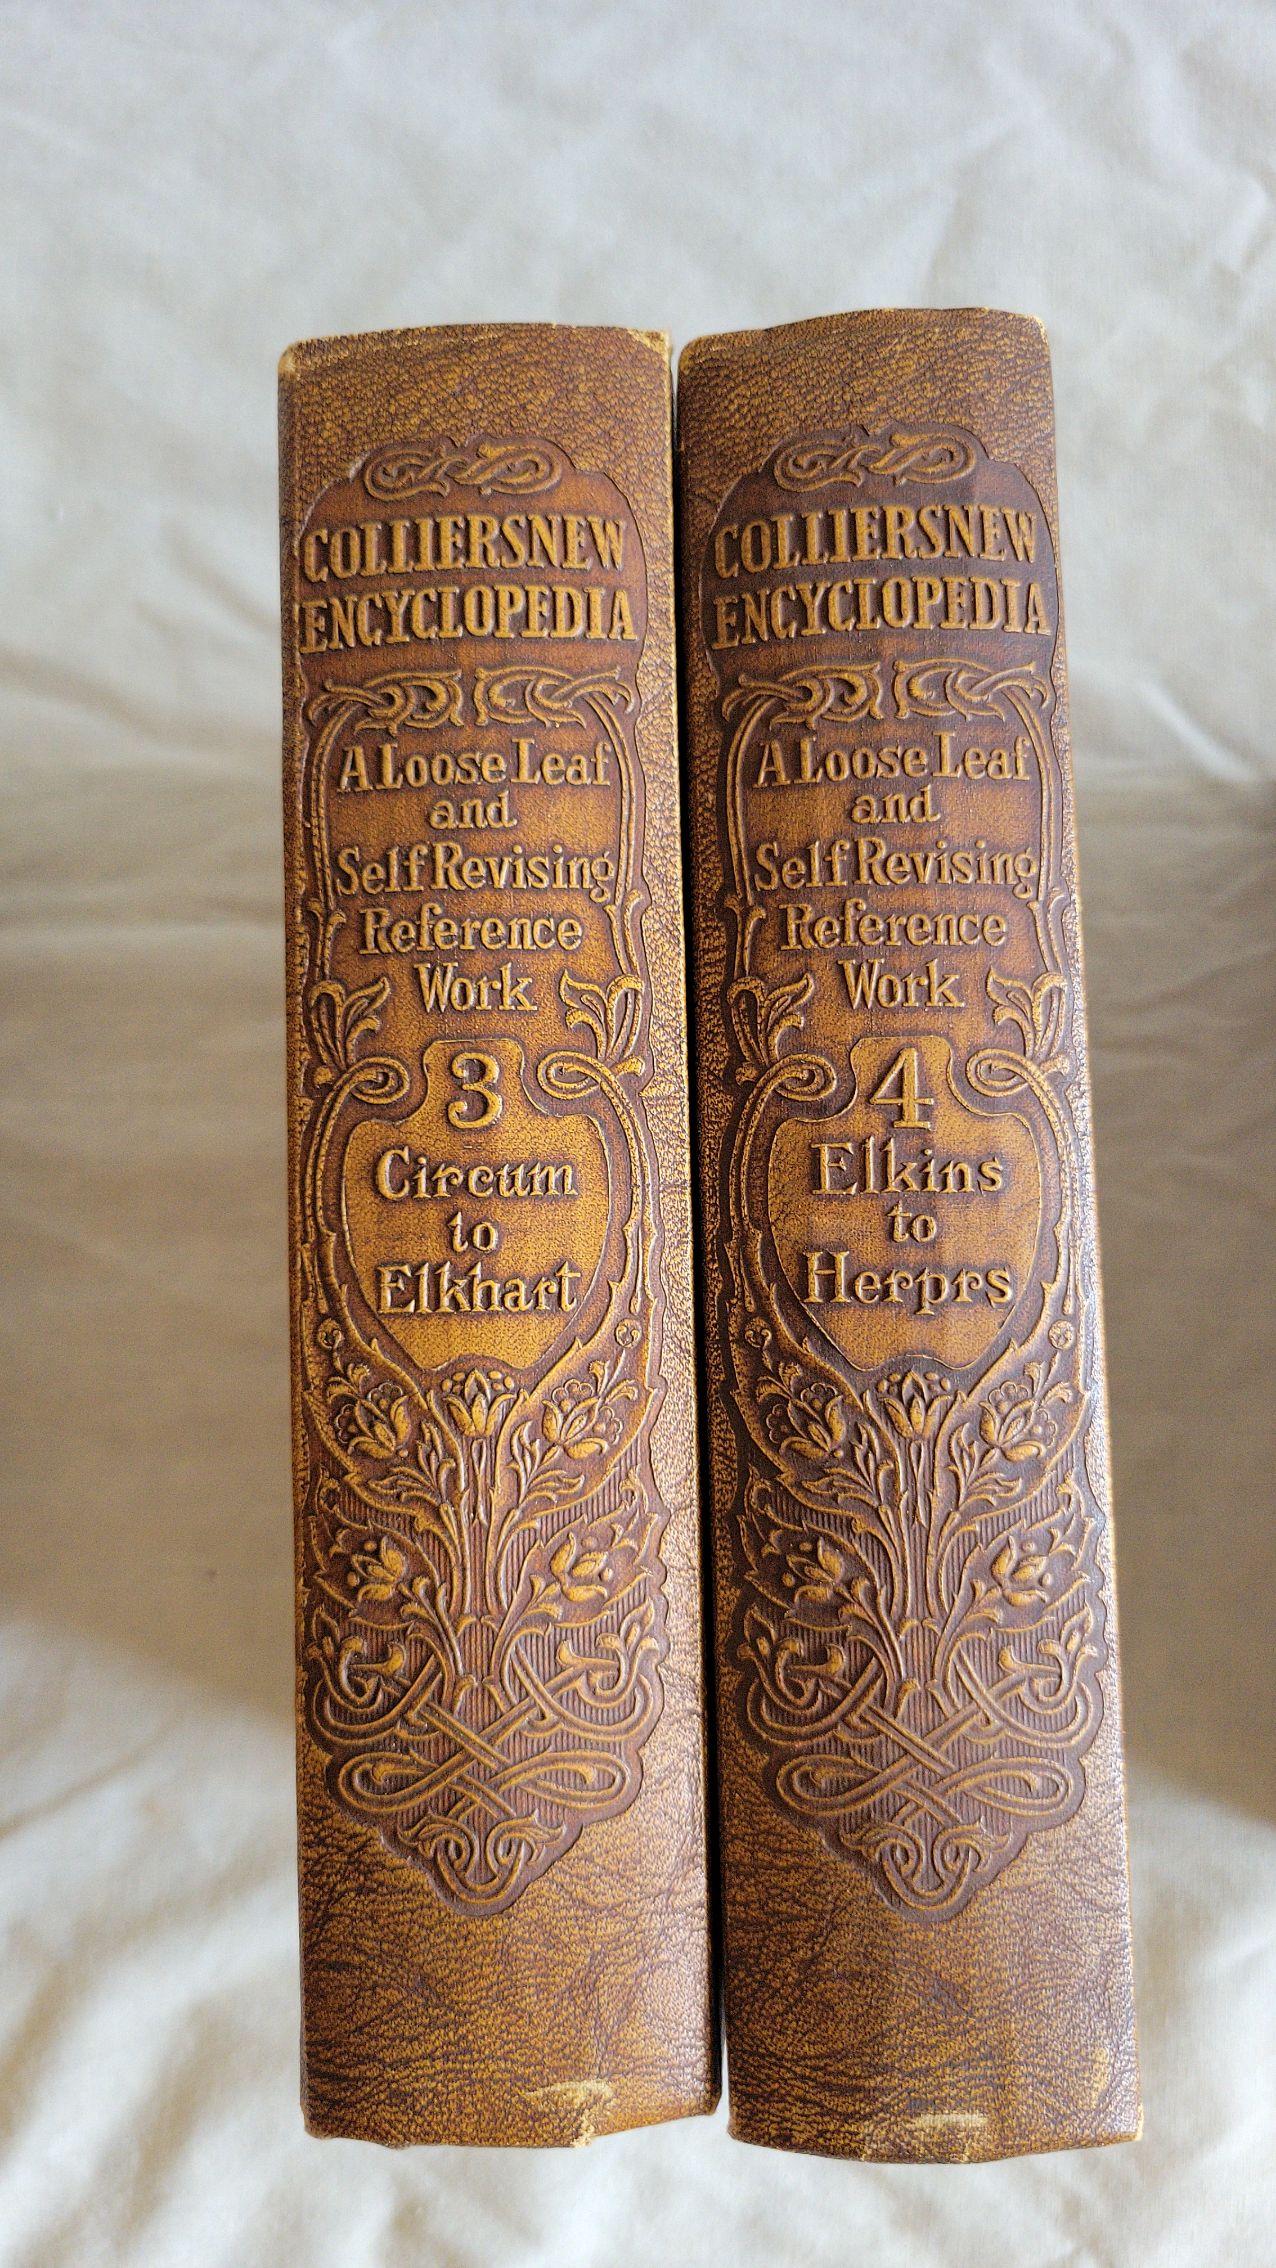 COLLIERSNEW
ENCYCLOPEDIA
A Loose Leaf
and
Self Revising
Reference
Work
3
Circum
to
Elkhart
COLLIERSNEW
ENCYCLOPEDIA
A Loose Leaf
and
Self Revising
Reference
Work
4
Elkins
to
Herprs